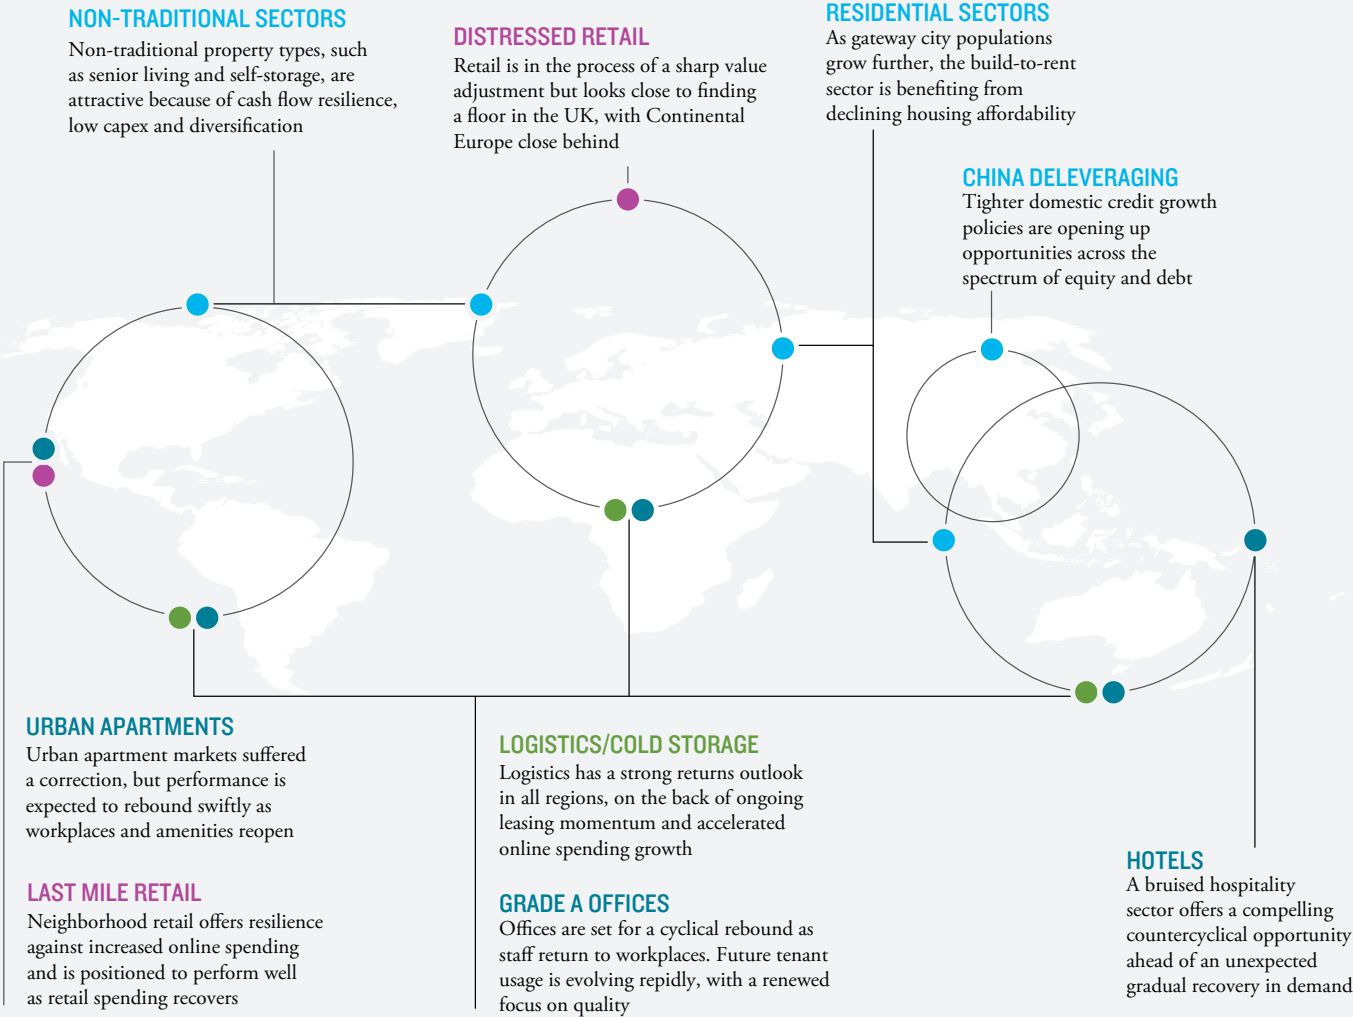 NON-TRADITIONAL SECTORS
Non-traditional property types, such
as senior living and self-storage, are
attractive because of cash flow resilience,
low capex and diversification
DISTRESSED RETAIL
Retail is in the process of a sharp value
adjustment but looks close to finding
a floor in the UK, with Continental
Europe close behind
RESIDENTIAL SECTORS
As gateway city populations
grow further, the build-to-rent
sector is benefiting from
declining housing affordability
CHINA DELEVERAGING
Tighter domestic credit growth
policies are opening up
opportunities across the
spectrum of equity and debt
URBAN APARTMENTS
Urban apartment markets suffered
a correction, but performance is
expected to rebound swiftly as
workplaces and amenities reopen
LAST MILE RETAIL
Neighborhood retail offers resilience
against increased online spending
and is positioned to perform well
as retail spending recovers
LOGISTICS/COLD STORAGE
Logistics has a strong returns outlook
in all regions, on the back of ongoing
leasing momentum and accelerated
online spending growth
GRADE A OFFICES
Offices are set for a cyclical rebound as
staff return to workplaces. Future tenant
usage is evolving repidly, with a renewed
focus on quality
HOTELS
A bruised hospitality
sector offers a compelling
countercyclical opportunity
ahead of an unexpected
gradual recovery in demand